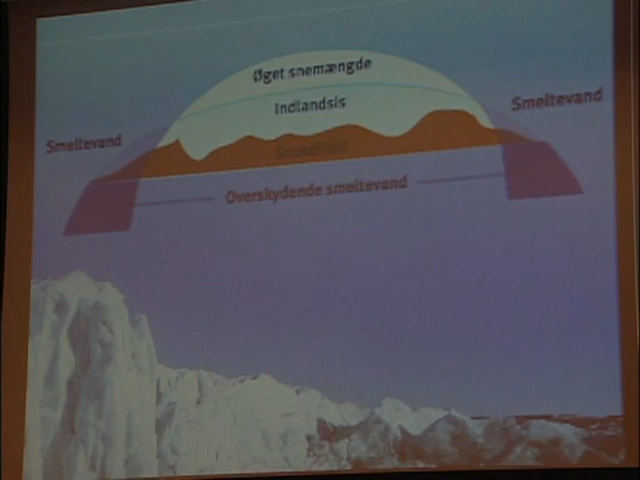 Øget snemængde
Indlandsis
Smeltevand
Smeltevand
Grundfjeld
Overskydende smeltevand